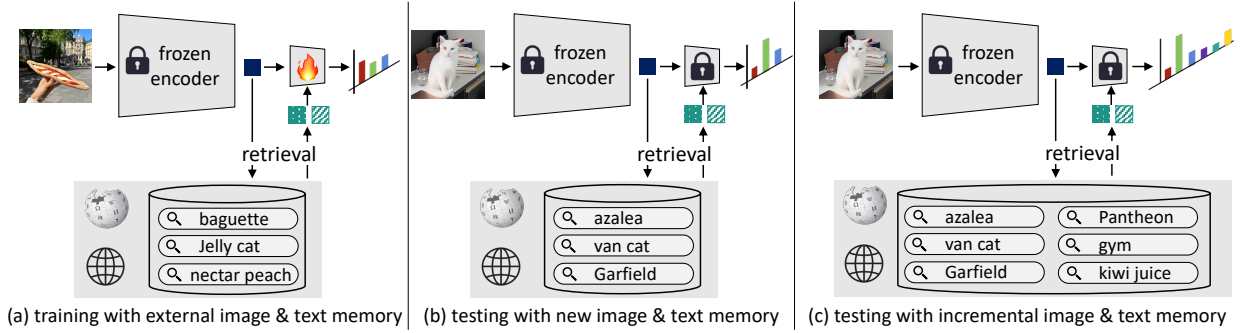 frozen
encoder
retrieval
baguette
Jelly cat
nectar peach
(a) training with external image & text memory
frozen
encoder
retrieval
azalea
van cat
Garfield
(b) testing with new image & text memory
frozen
encoder
retrieval
azalea
van cat
Garfield
Pantheon
gym
kiwi juice
(c) testing with incremental image & text memory